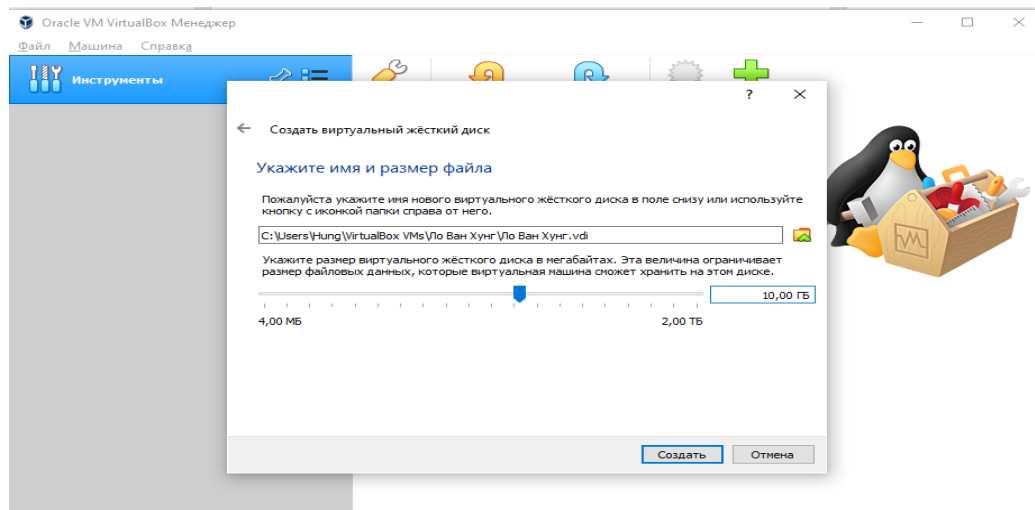 Oracle VM VirtualBox Менеджер
Файл Машина Справка
Инструменты
?
Создать виртуальный жёсткий диск
Укажите имя и размер файла
Пожалуйста укажите имя нового виртуального жёсткого диска в поле снизу или используйте
кнопку с иконкой папки справа от него.
C:\Users\Hung\VirtualBox VMs\Ло Ван Хунг\Ло Ван Хунг.vdi
Укажите размер виртуального жёсткого диска в мегабайтах. Эта величина ограничивает
размер файловых данных, которые виртуальная машина сможет хранить на этом диске.
10,00 ГБ
4,00 МБ 2,00 ТБ
Создать Отмена